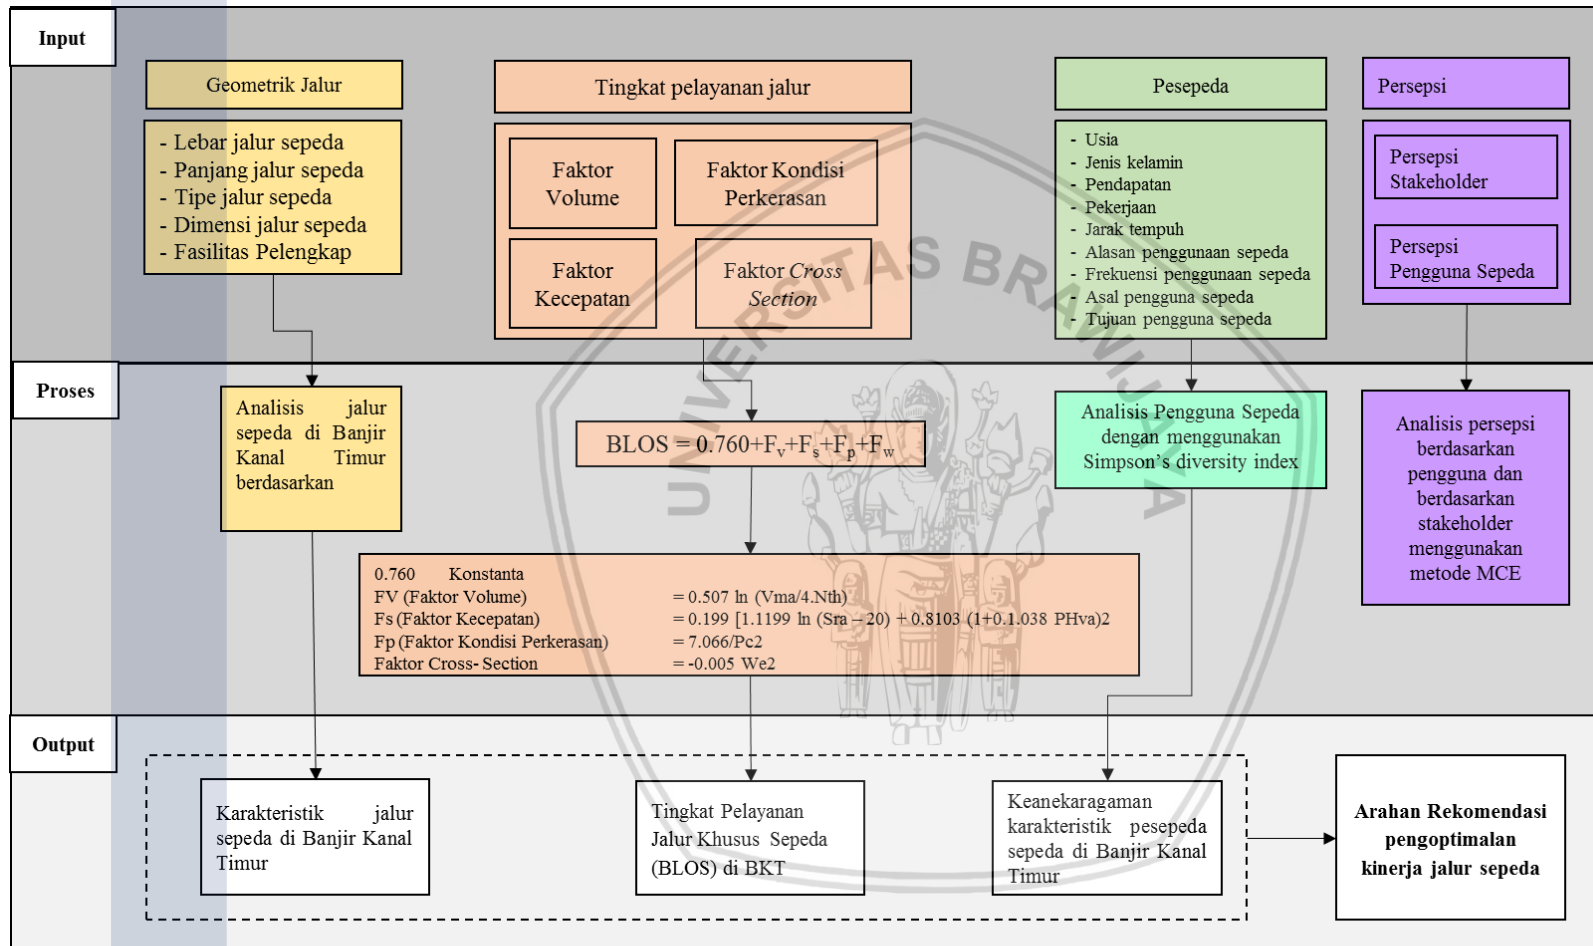 Input
Geometrik Jalur
- Lebar jalur sepeda
- Panjang jalur sepeda
- Tipe jalur sepeda
- Dimensi jalur sepeda
- Fasilitas Pelengkap
Tingkat pelayanan jalur
Faktor
Volume
Faktor Kondisi
Perkerasan
Faktor
Kecepatan
Faktor Cross
Section
Pesepeda
- Usia
- Jenis kelamin
- Pendapatan
- Pekerjaan
- Jarak tempuh
- Alasan penggunaan sepeda
- Frekuensi penggunaan sepeda
- Asal pengguna sepeda
- Tujuan pengguna sepeda
Persepsi
Persepsi
Stakeholder
Persepsi
Pengguna Sepeda
Proses
Analisis jalur
sepeda di Banjir
Kanal Timur
berdasarkan
BLOS = 0.760+Fv+Fs+Fp+Fw
Analisis Pengguna Sepeda
dengan menggunakan
Simpson's diversity index
Analisis persepsi
berdasarkan
pengguna dan
berdasarkan
stakeholder
menggunakan
metode MCE
0.760 Konstanta
FV (Faktor Volume) = 0.507 ln (Vma/4.Nth)
Fs (Faktor Kecepatan) = 0.199 [1.1199 ln (Sra – 20) + 0.8103 (1+0.1.038 PHva)2
Fp (Faktor Kondisi Perkerasan) = 7.066/Pc2
Faktor Cross- Section = -0.005 We2
Output
Karakteristik jalur
sepeda di Banjir Kanal
Timur
Tingkat Pelayanan
Jalur Khusus Sepeda
(BLOS) di BKT
Keanekaragaman
karakteristik pesepeda
sepeda di Banjir Kanal
Timur
Arahan Rekomendasi
pengoptimalan
kinerja jalur sepeda
UNIVERSITAS BRAWIJAYA